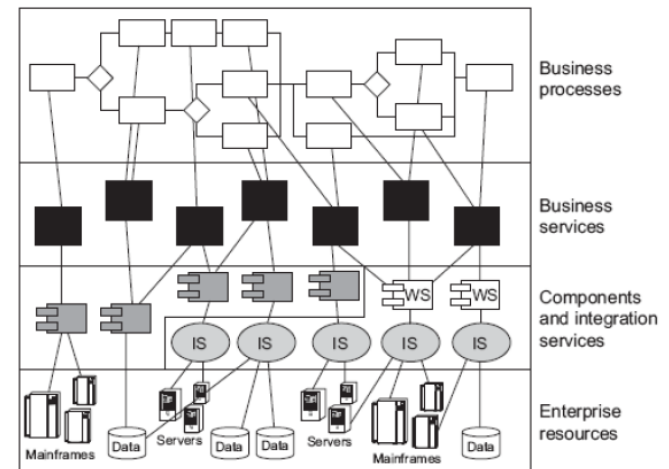 Business
processes
Business
services
WS
WS
Components
and integration
services
IS
IS
IS
IS
IS
Enterprise
resources
Mainframes
Data
Servers
Data
Data
Servers
Mainframes
Data